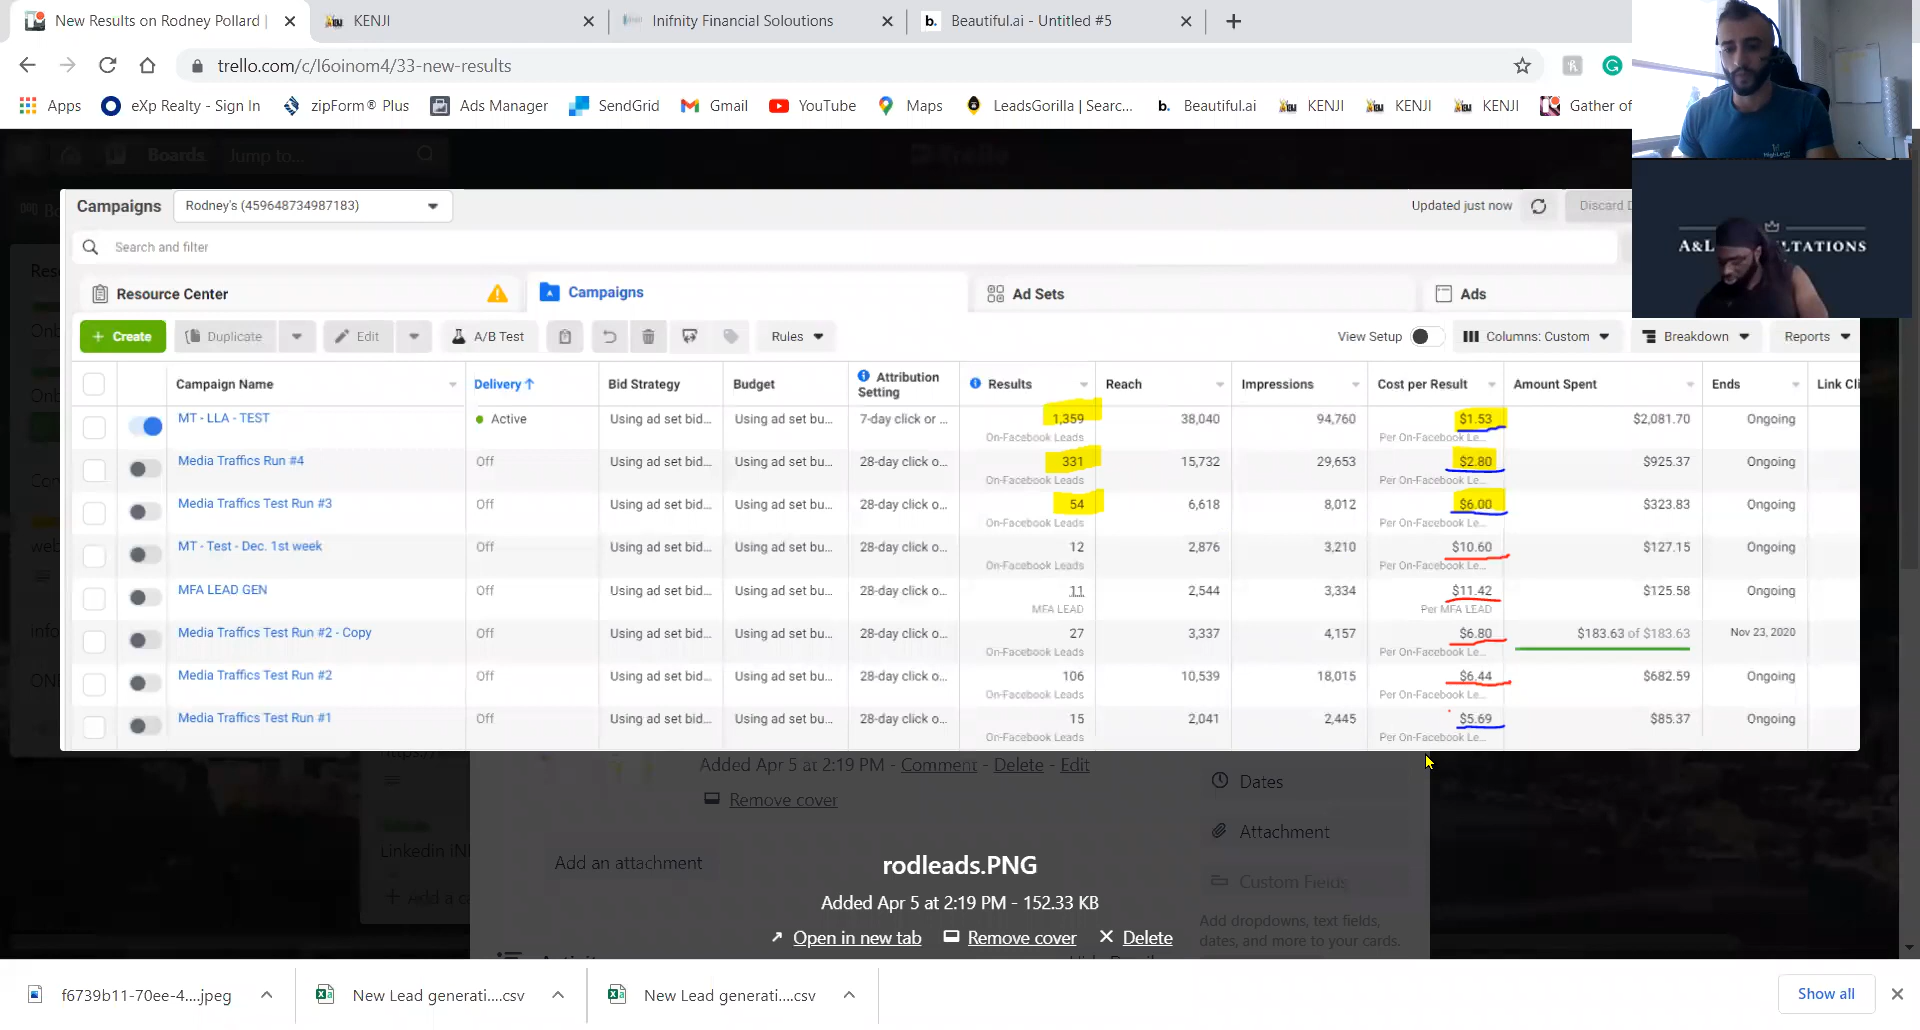 New Results on Rodney Pollard |
KENJI
Inifnity Financial Soloutions
b. Beautiful.ai - Untitled #5
trello.com/c/l6oinom4/33-new-results
Apps
eXp Realty - Sign In
zipForm® Plus
Ads Manager
SendGrid
Gmail
YouTube
Maps
LeadsGorilla | Searc...
b. Beautiful.ai
KENJI
KENJI
KENJI
Gather of
Boards
Jump to...
Trello
Campaigns
Rodney's (459648734987183)
Updated just now
Discard D
Search and filter
Resource Center
Campaigns
Ad Sets
Ads
+ Create
Duplicate
Edit
A/B Test
Rules
View Setup
Columns: Custom
Breakdown
Reports
Campaign Name Delivery↑ Bid Strategy Budget Attribution Setting Results Reach Impressions Cost per Result Amount Spent Ends Link Cli
MT - LLA - TEST Active Using ad set bid... Using ad set bu... 7-day click or ... 1,359 38,040 94,760 $1.53 $2,081.70 Ongoing
On-Facebook Leads Per On-Facebook Le...
Media Traffics Run #4 Off Using ad set bid... Using ad set bu... 28-day click o... 331 15,732 29,653 $2.80 $925.37 Ongoing
On-Facebook Leads Per On-Facebook Le...
Media Traffics Test Run #3 Off Using ad set bid... Using ad set bu... 28-day click o... 54 6,618 8,012 $6.00 $323.83 Ongoing
On-Facebook Leads Per On-Facebook Le...
MT - Test - Dec. 1st week Off Using ad set bid... Using ad set bu... 28-day click o... 12 2,876 3,210 $10.60 $127.15 Ongoing
On-Facebook Leads Per On-Facebook Le...
MFA LEAD GEN Off Using ad set bid... Using ad set bu... 28-day click o... 11 2,544 3,334 $11.42 $125.58 Ongoing
MFA LEAD Per MFA LEAD
Media Traffics Test Run #2 - Copy Off Using ad set bid... Using ad set bu... 28-day click o... 27 3,337 4,157 $6.80 $183.63 of $183.63 Nov 23, 2020
On-Facebook Leads Per On-Facebook Le...
Media Traffics Test Run #2 Off Using ad set bid... Using ad set bu... 28-day click o... 106 10,539 18,015 $6.44 $682.59 Ongoing
On-Facebook Leads Per On-Facebook Le...
Media Traffics Test Run #1 Off Using ad set bid... Using ad set bu... 28-day click o... 15 2,041 2,445 $5.69 $85.37 Ongoing
On-Facebook Leads Per On-Facebook Le...
Added Apr 5 at 2:19 PM - Comment - Delete - Edit
Remove cover
Dates
Attachment
Add an attachment
Custom Fields
Add dropdowns, text fields,
dates, and more to your cards.
Linkedin
+ Add a c
rodleads.PNG
Added Apr 5 at 2:19 PM - 152.33 KB
Open in new tab
Remove cover
Delete
f6739b11-70ee-4....jpeg
New Lead generati....csv
New Lead generati....csv
Show all